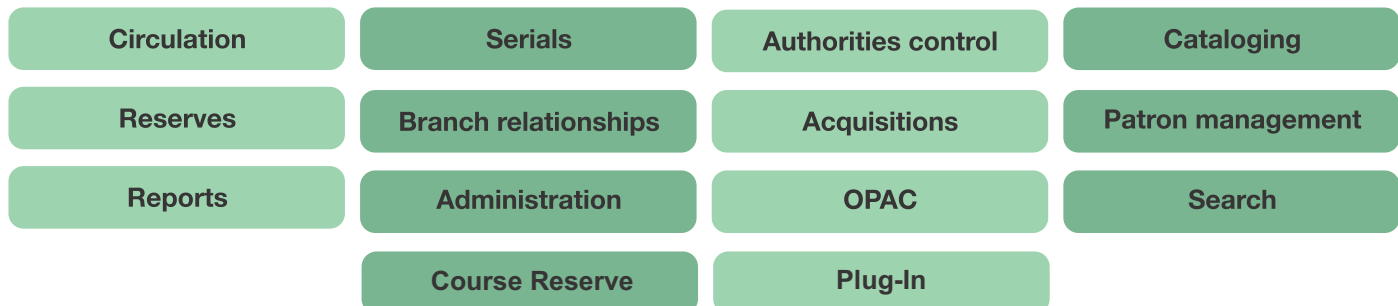 Circulation
Serials
Authorities control
Cataloging
Reserves
Branch relationships
Acquisitions
Patron management
Reports
Administration
OPAC
Search
Course Reserve
Plug-In